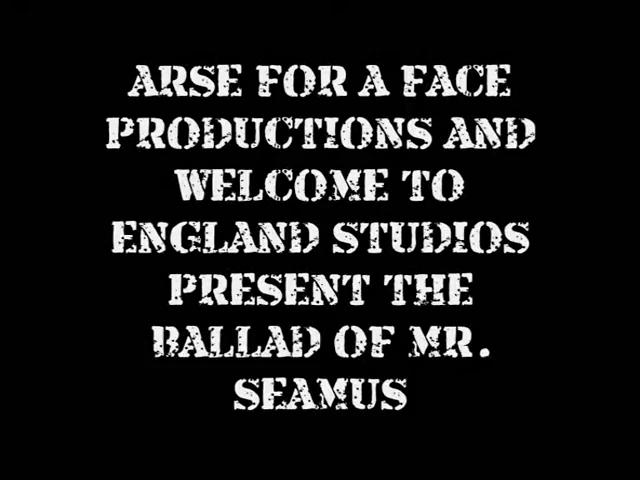 ARSE FOR A FACE
PRODUCTIONS AND
WELCOME TO
ENGLAND STUDIOS
PRESENT THE
BALLAD OF MR.
SEAMUS